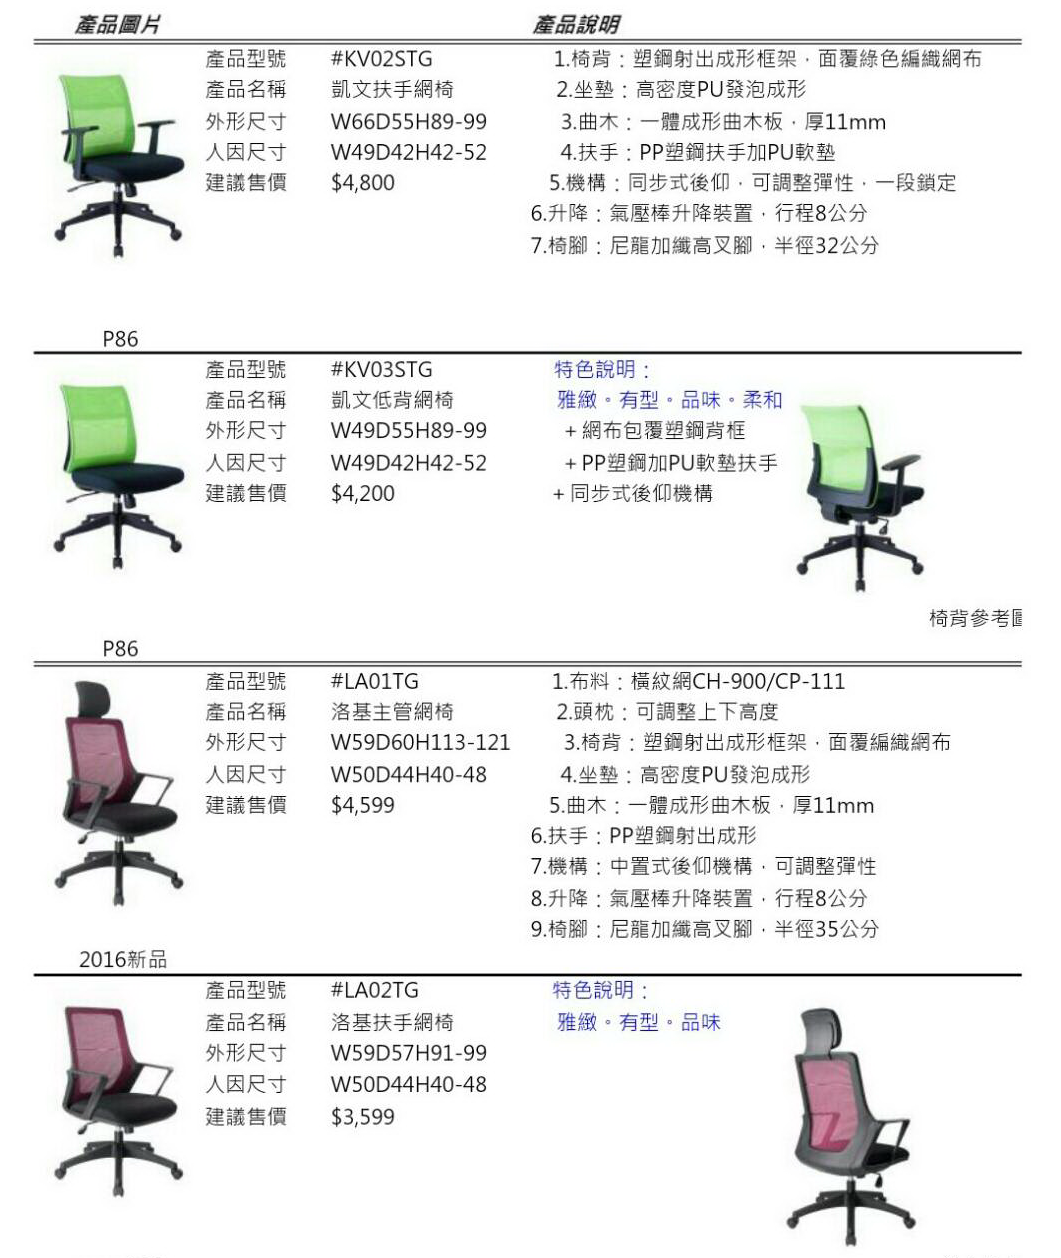 產品圖片 產品說明
產品型號 #KV02STG 1.椅背：塑鋼射出成形框架，面覆綠色編織網布
產品名稱 凱文扶手網椅 2.坐墊：高密度PU發泡成形
外形尺寸 W66D55H89-99 3.曲木：一體成形曲木板，厚11mm
人因尺寸 W49D42H42-52 4.扶手：PP塑鋼扶手加PU軟墊
建議售價 $4,800 5.機構：同步式後仰，可調整彈性，一段鎖定
6.升降：氣壓棒升降裝置，行程8公分
7.椅腳：尼龍加纖高叉腳，半徑32公分
P86
產品型號 #KV03STG 特色說明：
產品名稱 凱文低背網椅 雅緻。有型。品味。柔和
外形尺寸 W49D55H89-99 +網布包覆塑鋼背框
人因尺寸 W49D42H42-52 +PP塑鋼加PU軟墊扶手
建議售價 $4,200 +同步式後仰機構
椅背參考圖
P86
產品型號 #LA01TG 1.布料：橫紋網CH-900/CP-111
產品名稱 洛基主管網椅 2.頭枕：可調整上下高度
外形尺寸 W59D60H113-121 3.椅背：塑鋼射出成形框架，面覆編織網布
人因尺寸 W50D44H40-48 4.坐墊：高密度PU發泡成形
建議售價 $4,599 5.曲木：一體成形曲木板，厚11mm
6.扶手：PP塑鋼射出成形
7.機構：中置式後仰機構，可調整彈性
8.升降：氣壓棒升降裝置，行程8公分
9.椅腳：尼龍加纖高叉腳，半徑35公分
2016新品
產品型號 #LA02TG 特色說明：
產品名稱 洛基扶手網椅 雅緻。有型。品味
外形尺寸 W59D57H91-99
人因尺寸 W50D44H40-48
建議售價 $3,599